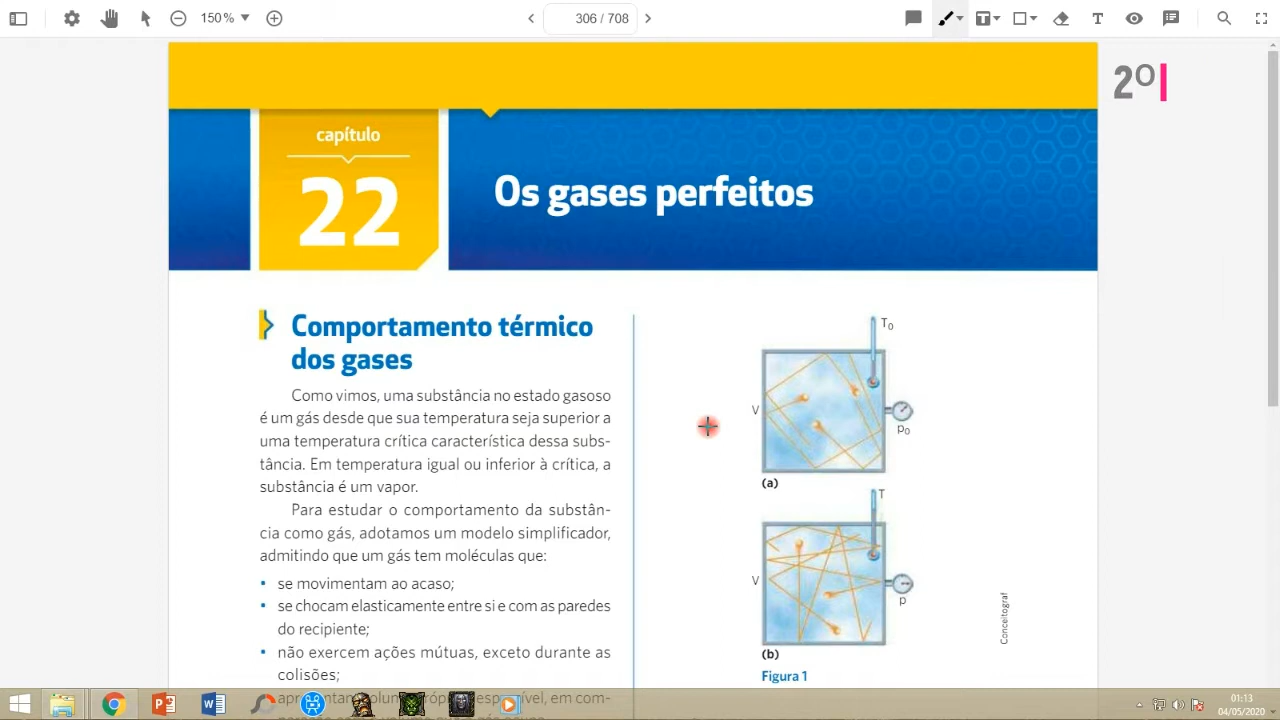 150%
306 / 708
2º
capítulo
22
Os gases perfeitos
Comportamento térmico
dos gases
Como vimos, uma substância no estado gasoso
é um gás desde que sua temperatura seja superior a
uma temperatura crítica característica dessa subs-
tância. Em temperatura igual ou inferior à crítica, a
substância é um vapor.
Para estudar o comportamento da substân-
cia como gás, adotamos um modelo simplificador,
admitindo que um gás tem moléculas que:
• se movimentam ao acaso;
• se chocam elasticamente entre si e com as paredes
do recipiente;
• não exercem ações mútuas, exceto durante as
colisões;
T0
V
p0
(a)
T
V
p
(b)
Figura 1
Conceitograf
01:13
04/05/2020